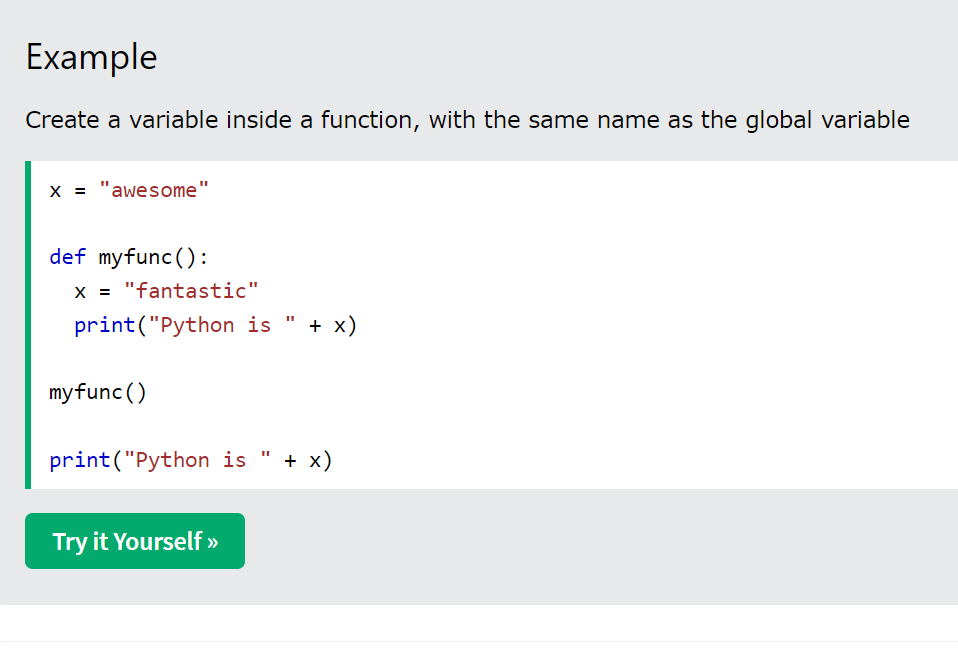 Example
Create a variable inside a function, with the same name as the global variable
x = "awesome"
def myfunc():
  x = "fantastic"
  print("Python is " + x)
myfunc()
print("Python is " + x)
Try it Yourself »